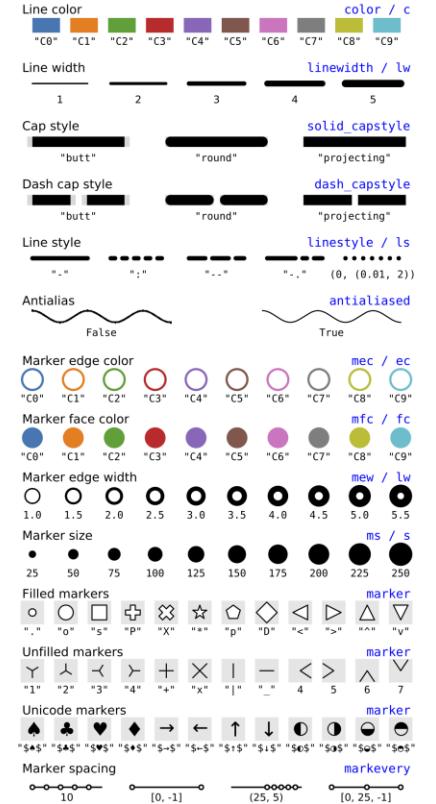 Line color color / c
"C0" "C1" "C2" "C3" "C4" "C5" "C6" "C7" "C8" "C9"
Line width linewidth / lw
1 2 3 4 5
Cap style solid_capstyle
"butt" "round" "projecting"
Dash cap style dash_capstyle
"butt" "round" "projecting"
Line style linestyle / ls
"-" ":" "--" "-." (0, (0.01, 2))
Antialias antialiased
False True
Marker edge color mec / ec
"C0" "C1" "C2" "C3" "C4" "C5" "C6" "C7" "C8" "C9"
Marker face color mfc / fc
"C0" "C1" "C2" "C3" "C4" "C5" "C6" "C7" "C8" "C9"
Marker edge width mew / lw
1.0 1.5 2.0 2.5 3.0 3.5 4.0 4.5 5.0 5.5
Marker size ms / s
25 50 75 100 125 150 175 200 225 250
Filled markers marker
"." "o" "s" "P" "X" "*" "p" "D" "<" ">" "^" "v"
Unfilled markers marker
"1" "2" "3" "4" "+" "x" "|" "_" 4 5 6 7
Unicode markers marker
"$♠$" "$♣$" "$♥$" "$♦$" "$→$" "$←$" "$↑$" "$↓$" "$◐$" "$◑$" "$◒$" "$◓$"
Marker spacing markevery
10 [0, -1] (25, 5) [0, 25, -1]